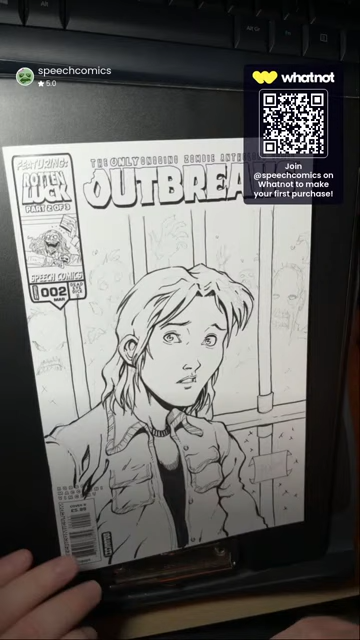 speechcomics
★ 5.0
whatnot
Join
@speechcomics on
Whatnot to make
your first purchase!
FEATURING:
ROTTEN
LUCK
PART 2 OF 3
SPEECH COMICS
002
MAR
THE ONLY ONGOING ZOMBIE
OUTBREA